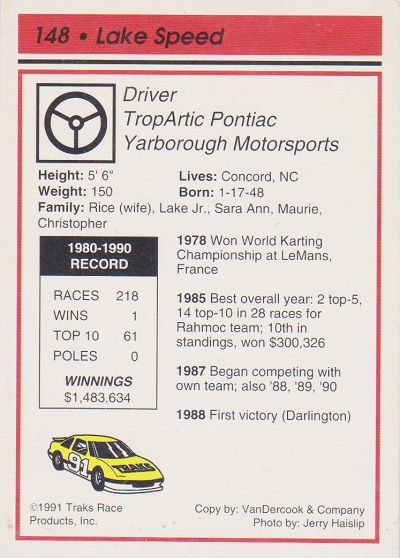 148 • Lake Speed
Driver
TropArtic Pontiac
Yarborough Motorsports
Height: 5' 6"
Weight: 150
Lives: Concord, NC
Born: 1-17-48
Family: Rice (wife), Lake Jr., Sara Ann, Maurie,
Christopher
1980-1990
RECORD
RACES 218
WINS 1
TOP 10 61
POLES 0
WINNINGS
$1,483,634
1978 Won World Karting
Championship at LeMans,
France
1985 Best overall year: 2 top-5,
14 top-10 in 28 races for
Rahmoc team; 10th in
standings, won $300,326
1987 Began competing with
own team; also '88, '89, '90
1988 First victory (Darlington)
91
TRAKS
©1991 Traks Race
Products, Inc.
Copy by: VanDercook & Company
Photo by: Jerry Haislip